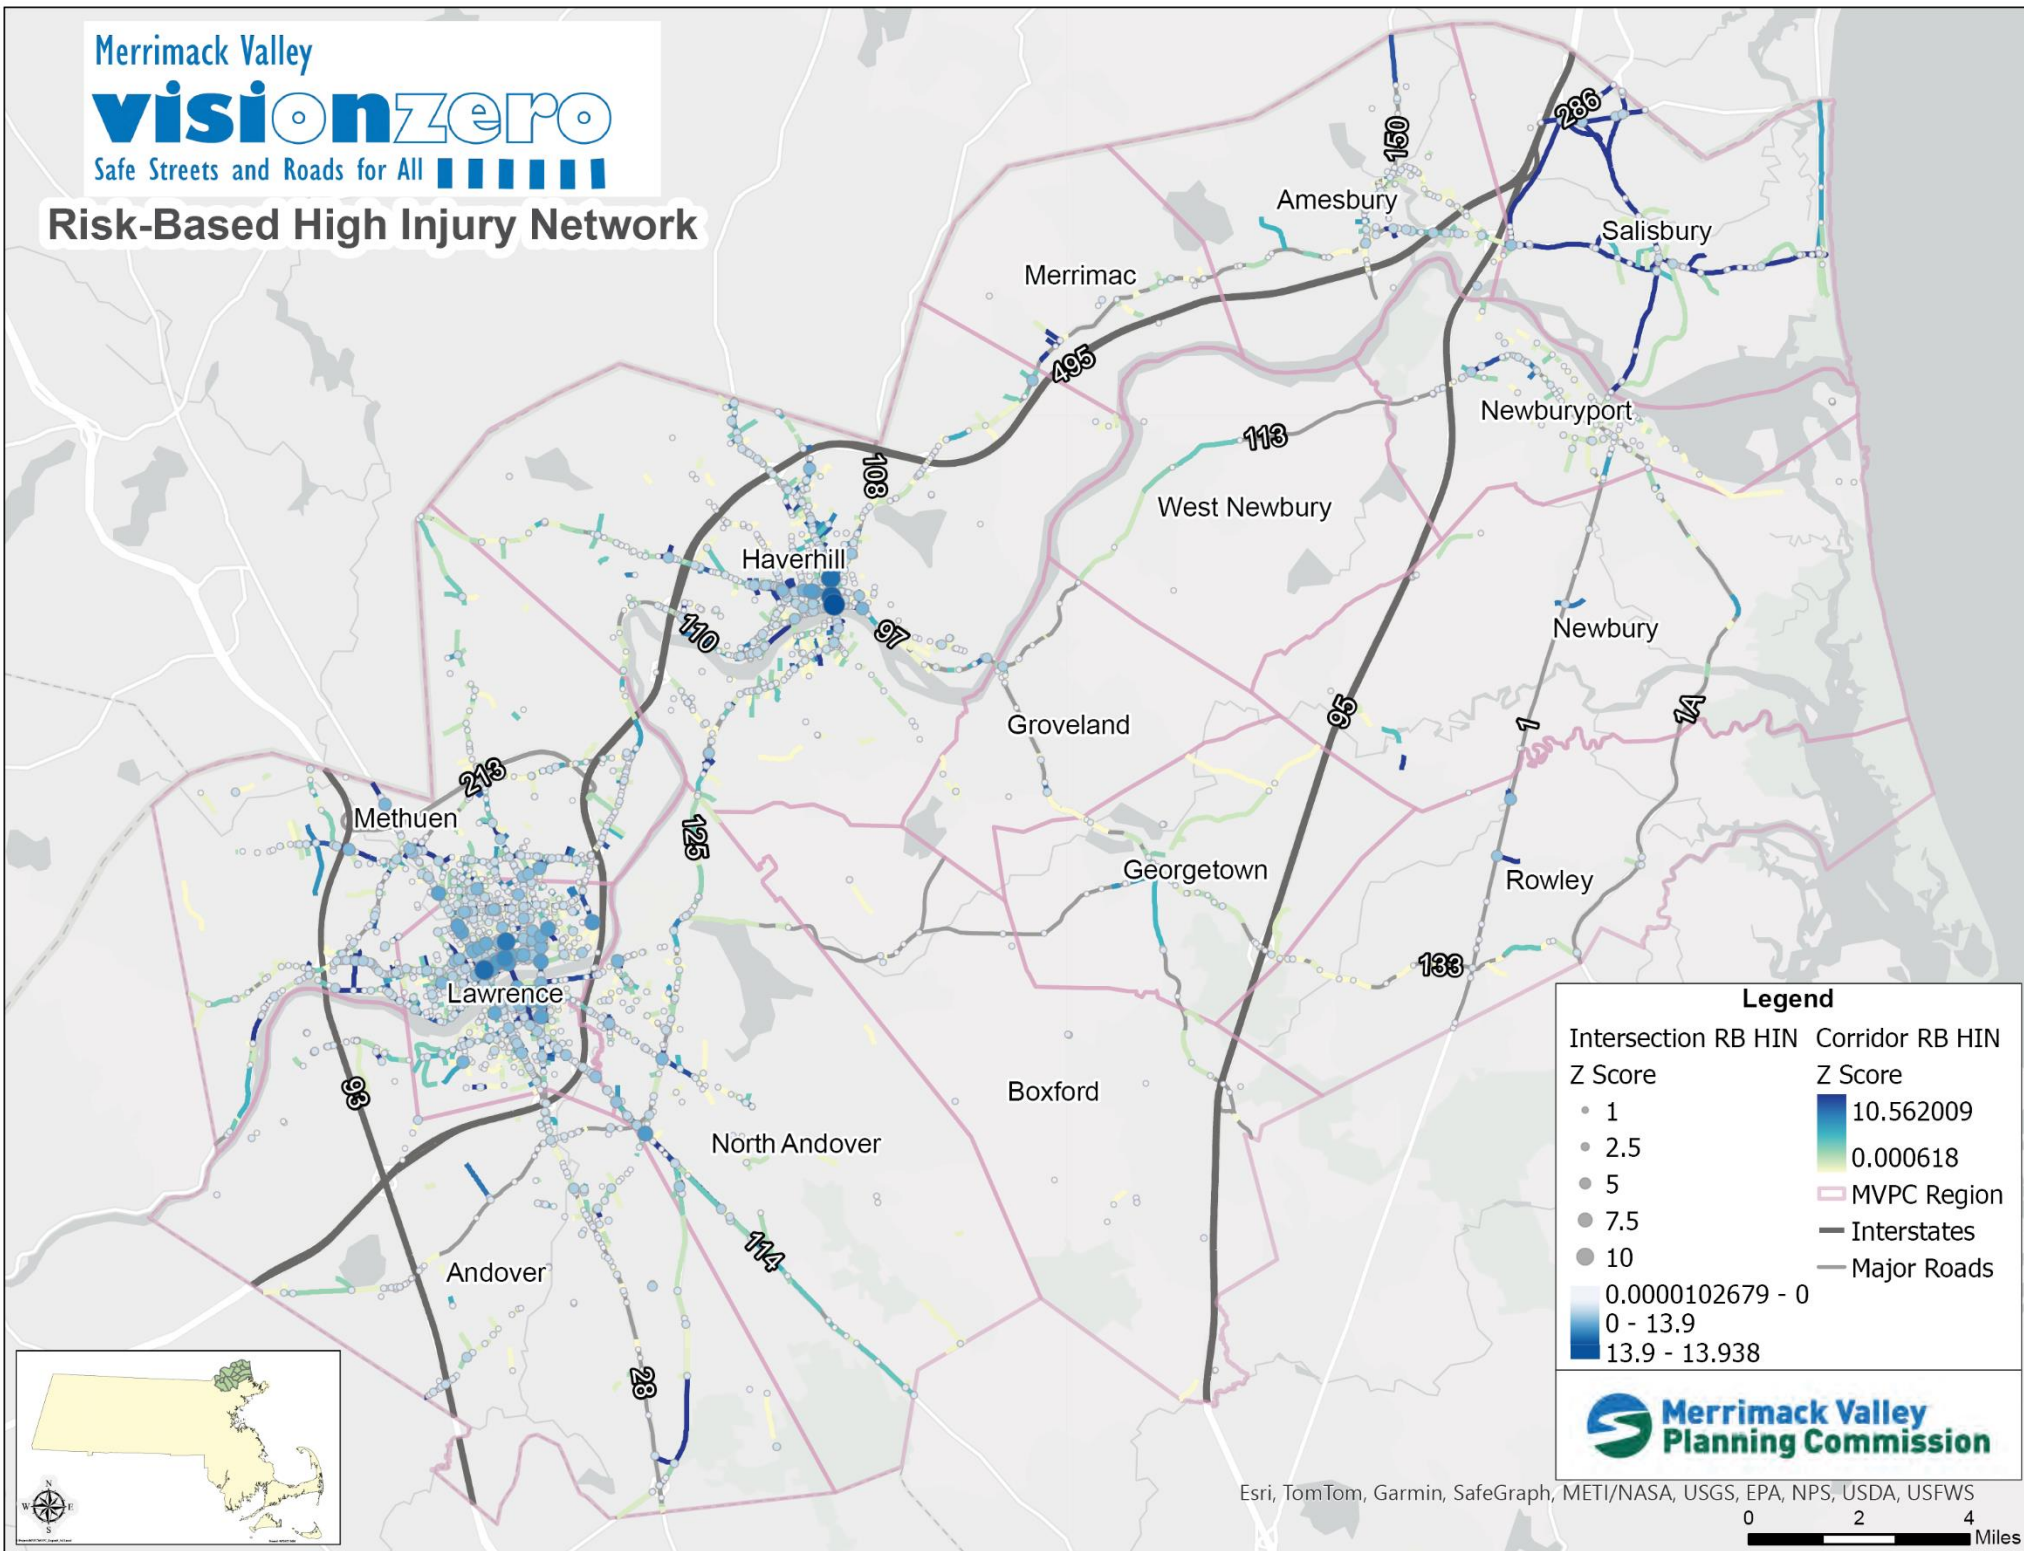 Merrimack Valley
visionzero
Safe Streets and Roads for All
Risk-Based High Injury Network
286
150
Amesbury
Salisbury
Merrimac
495
Newburyport
113
108
West Newbury
Haverhill
110
97
Newbury
Groveland
95
1
1A
213
Methuen
125
Georgetown
Rowley
133
Lawrence
93
Boxford
North Andover
114
Andover
28
Legend
Intersection RB HIN
Z Score
1
2.5
5
7.5
10
0.0000102679 - 0
0 - 13.9
13.9 - 13.938
Corridor RB HIN
Z Score
10.562009
0.000618
MVPC Region
Interstates
Major Roads
Merrimack Valley
Planning Commission
Esri, TomTom, Garmin, SafeGraph, METI/NASA, USGS, EPA, NPS, USDA, USFWS
0 2 4
Miles
N
W E
S